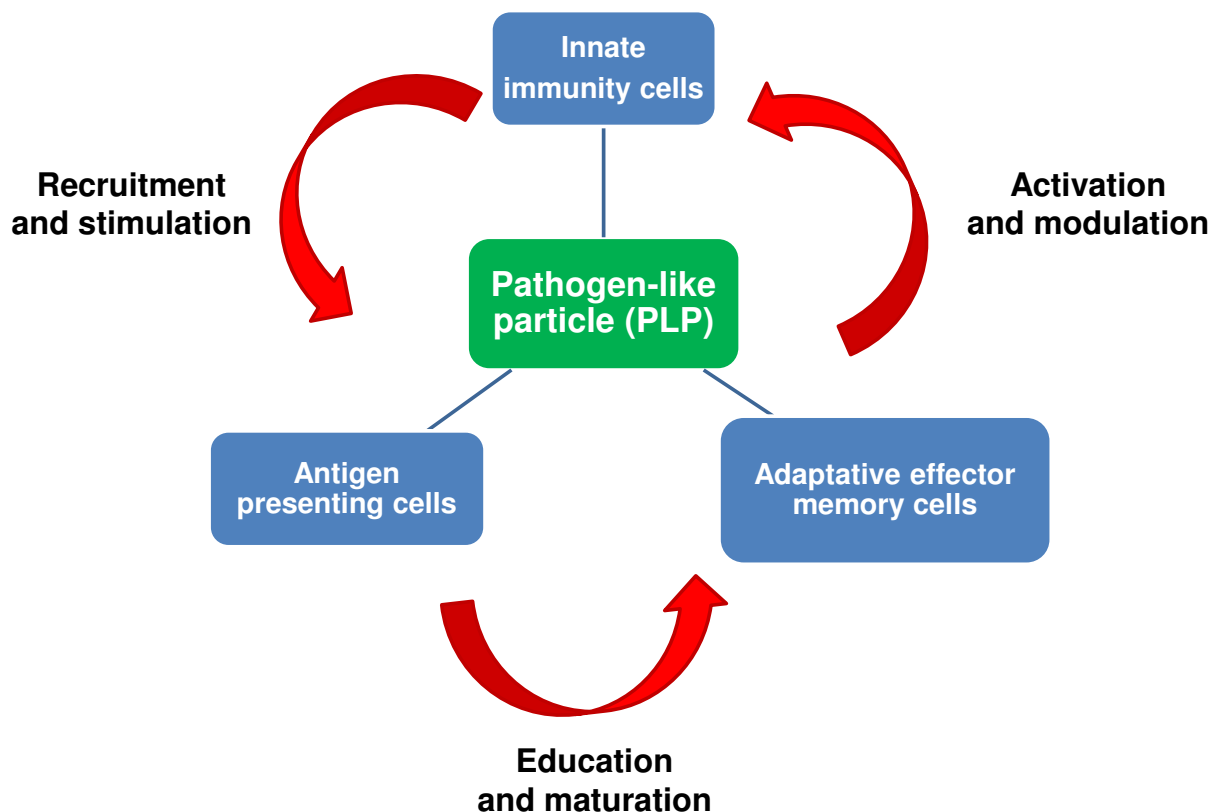 Innate
immunity cells
Recruitment
and stimulation
Activation
and modulation
Pathogen-like
particle (PLP)
Antigen
presenting cells
Adaptative effector
memory cells
Education
and maturation